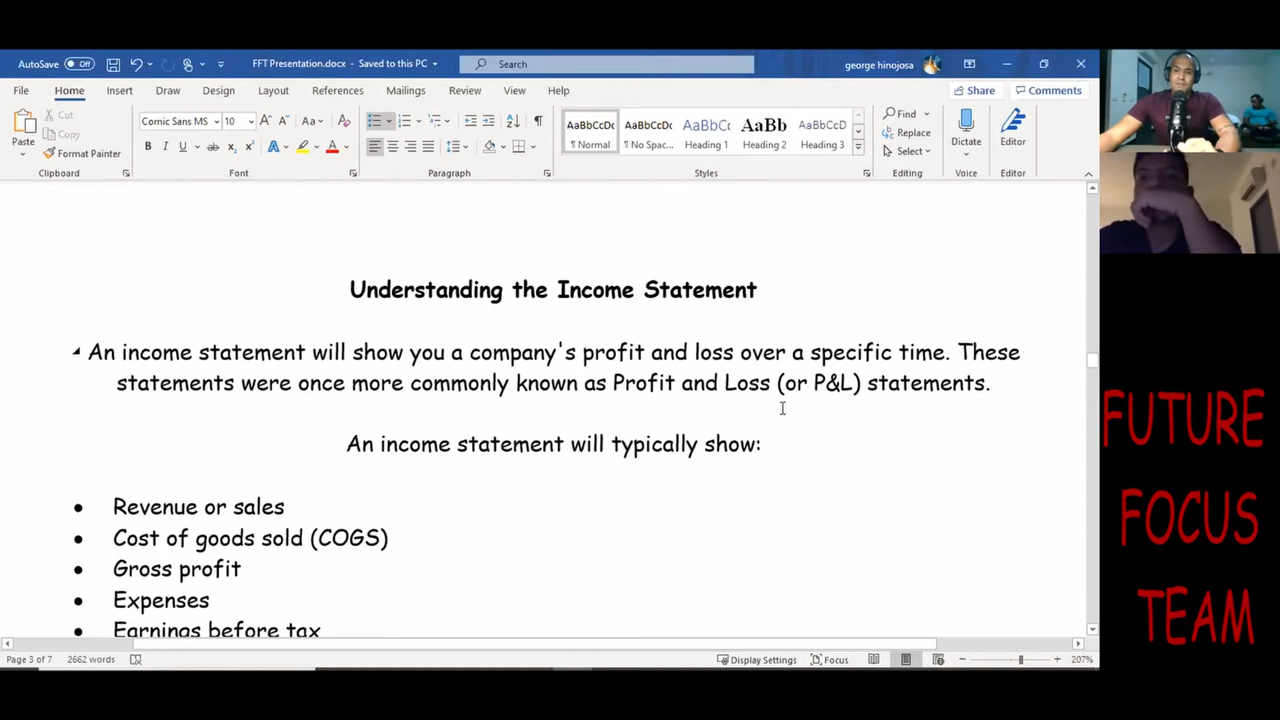 AutoSave Off FFT Presentation.docx - Saved to this PC Search george hinojosa
File Home Insert Draw Design Layout References Mailings Review View Help Share Comments
Paste
Cut
Copy
Format Painter
Clipboard
Comic Sans MS 10 A A Aa A
B I U ab x₂ x² A A
Font
Paragraph
AaBbCcDc AaBbCcDc AaBbCc AaBb AaBbCcD
¶ Normal ¶ No Spac... Heading 1 Heading 2 Heading 3
Styles
Find
Replace
Select
Editing
Dictate
Voice
Editor
Editor
Understanding the Income Statement
An income statement will show you a company's profit and loss over a specific time. These
statements were once more commonly known as Profit and Loss (or P&L) statements.
An income statement will typically show:
• Revenue or sales
• Cost of goods sold (COGS)
• Gross profit
• Expenses
• Earnings before tax
Page 3 of 7 2662 words Display Settings Focus 207%
FUTURE
FOCUS
TEAM